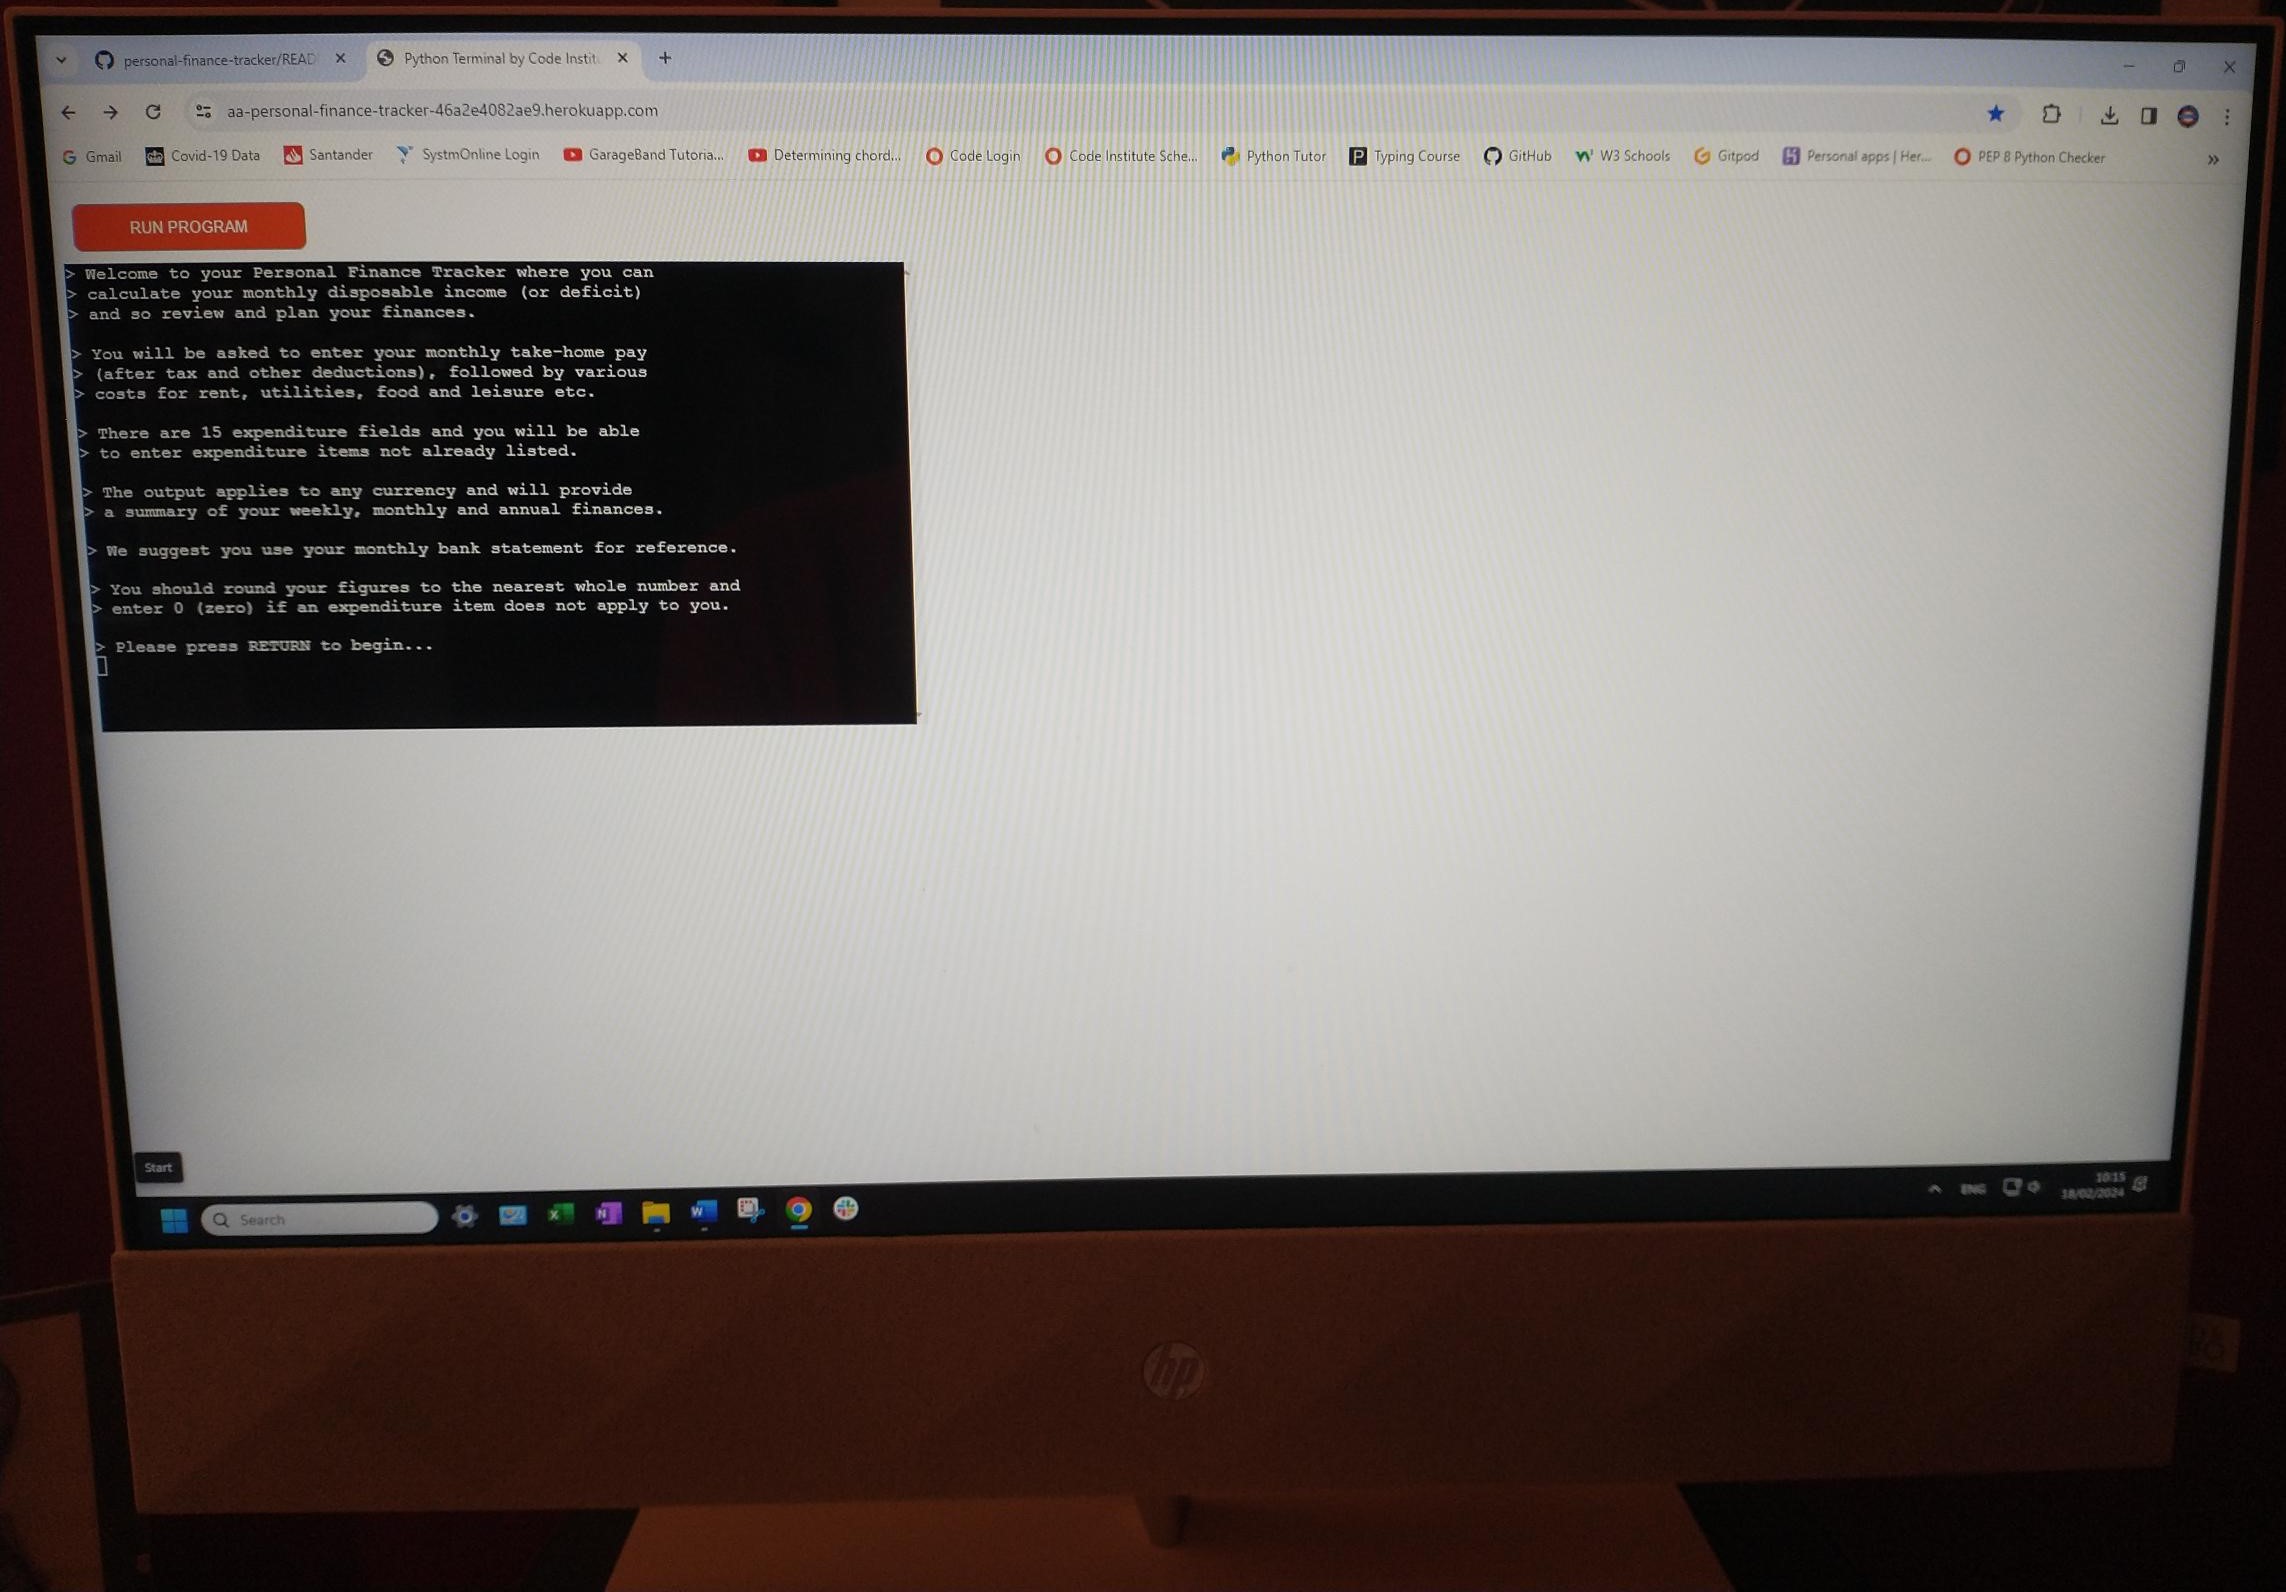 personal-finance-tracker/READ
Python Terminal by Code Instit
aa-personal-finance-tracker-46a2e4082ae9.herokuapp.com
Gmail
Covid-19 Data
Santander
SystmOnline Login
GarageBand Tutoria...
Determining chord...
Code Login
Code Institute Sche...
Python Tutor
P
Typing Course
GitHub
W3 Schools
Gitpod
Personal apps | Her...
PEP 8 Python Checker
»
RUN PROGRAM
> Welcome to your Personal Finance Tracker where you can
> calculate your monthly disposable income (or deficit)
> and so review and plan your finances.
> You will be asked to enter your monthly take-home pay
> (after tax and other deductions), followed by various
> costs for rent, utilities, food and leisure etc.
> There are 15 expenditure fields and you will be able
> to enter expenditure items not already listed.
> The output applies to any currency and will provide
> a summary of your weekly, monthly and annual finances.
> We suggest you use your monthly bank statement for reference.
> You should round your figures to the nearest whole number and
> enter 0 (zero) if an expenditure item does not apply to you.
> Please press RETURN to begin...
Start
Search
ENG
10:15
18/02/2024
hp